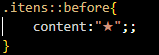 .itens::before{
content:"★";;
}